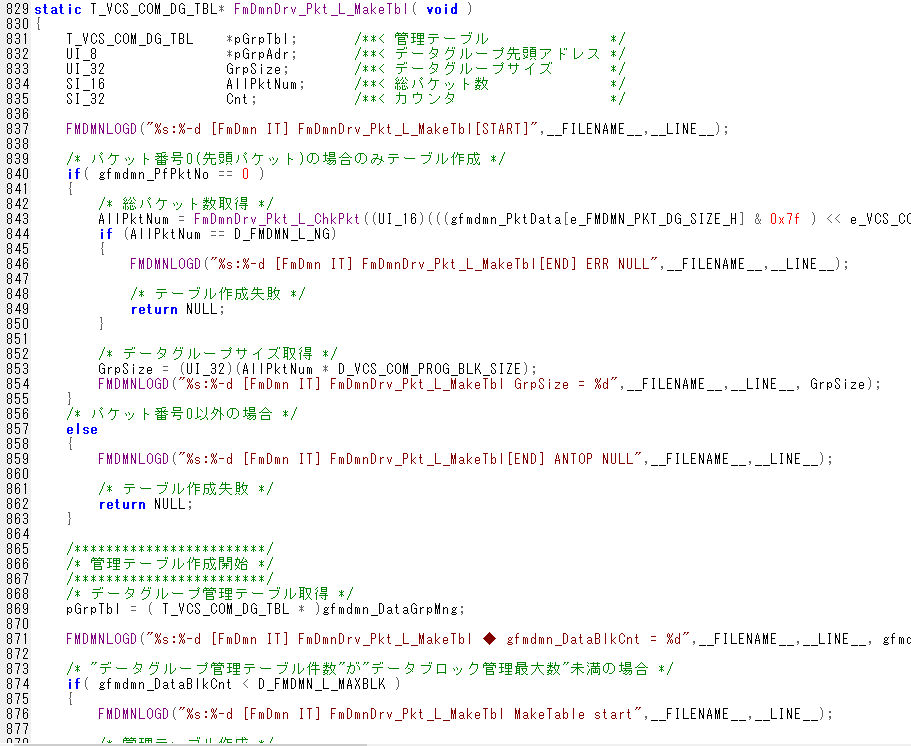 829 static T_VCS_COM_DG_TBL* FmDmnDrv_Pkt_L_MakeTbl( void )
830 {
831 T_VCS_COM_DG_TBL *pGrpTbl; /**< 管理テーブル */
832 UI_8 *pGrpAdr; /**< データグループ先頭アドレス */
833 UI_32 GrpSize; /**< データグループサイズ */
834 SI_16 AllPktNum; /**< 総パケット数 */
835 SI_32 Cnt; /**< カウンタ */
836
837 FMDMNLOGD("%s:%-d [FmDmn IT] FmDmnDrv_Pkt_L_MakeTbl[START]",__FILENAME__,__LINE__);
838
839 /* パケット番号0(先頭パケット)の場合のみテーブル作成 */
840 if( gfmdmn_PfPktNo == 0 )
841 {
842 /* 総パケット数取得 */
843 AllPktNum = FmDmnDrv_Pkt_L_ChkPkt((UI_16)(((gfmdmn_PktData[e_FMDMN_PKT_DG_SIZE_H] & 0x7f ) << e_VCS_CO
844 if (AllPktNum == D_FMDMN_L_NG)
845 {
846 FMDMNLOGD("%s:%-d [FmDmn IT] FmDmnDrv_Pkt_L_MakeTbl[END] ERR NULL",__FILENAME__,__LINE__);
847
848 /* テーブル作成失敗 */
849 return NULL;
850 }
851
852 /* データグループサイズ取得 */
853 GrpSize = (UI_32)(AllPktNum * D_VCS_COM_PROG_BLK_SIZE);
854 FMDMNLOGD("%s:%-d [FmDmn IT] FmDmnDrv_Pkt_L_MakeTbl GrpSize = %d",__FILENAME__,__LINE__, GrpSize);
855 }
856 /* パケット番号0以外の場合 */
857 else
858 {
859 FMDMNLOGD("%s:%-d [FmDmn IT] FmDmnDrv_Pkt_L_MakeTbl[END] ANTOP NULL",__FILENAME__,__LINE__);
860
861 /* テーブル作成失敗 */
862 return NULL;
863 }
864
865 /************************/
866 /* 管理テーブル作成開始 */
867 /************************/
868 /* データグループ管理テーブル取得 */
869 pGrpTbl = ( T_VCS_COM_DG_TBL * )gfmdmn_DataGrpMng;
870
871 FMDMNLOGD("%s:%-d [FmDmn IT] FmDmnDrv_Pkt_L_MakeTbl ◆ gfmdmn_DataBlkCnt = %d",__FILENAME__,__LINE__, gfmd
872
873 /* "データグループ管理テーブル件数"が"データブロック管理最大数"未満の場合 */
874 if( gfmdmn_DataBlkCnt < D_FMDMN_L_MAXBLK )
875 {
876 FMDMNLOGD("%s:%-d [FmDmn IT] FmDmnDrv_Pkt_L_MakeTbl MakeTable start",__FILENAME__,__LINE__);
877
878 /* 管理テーブル作成 */